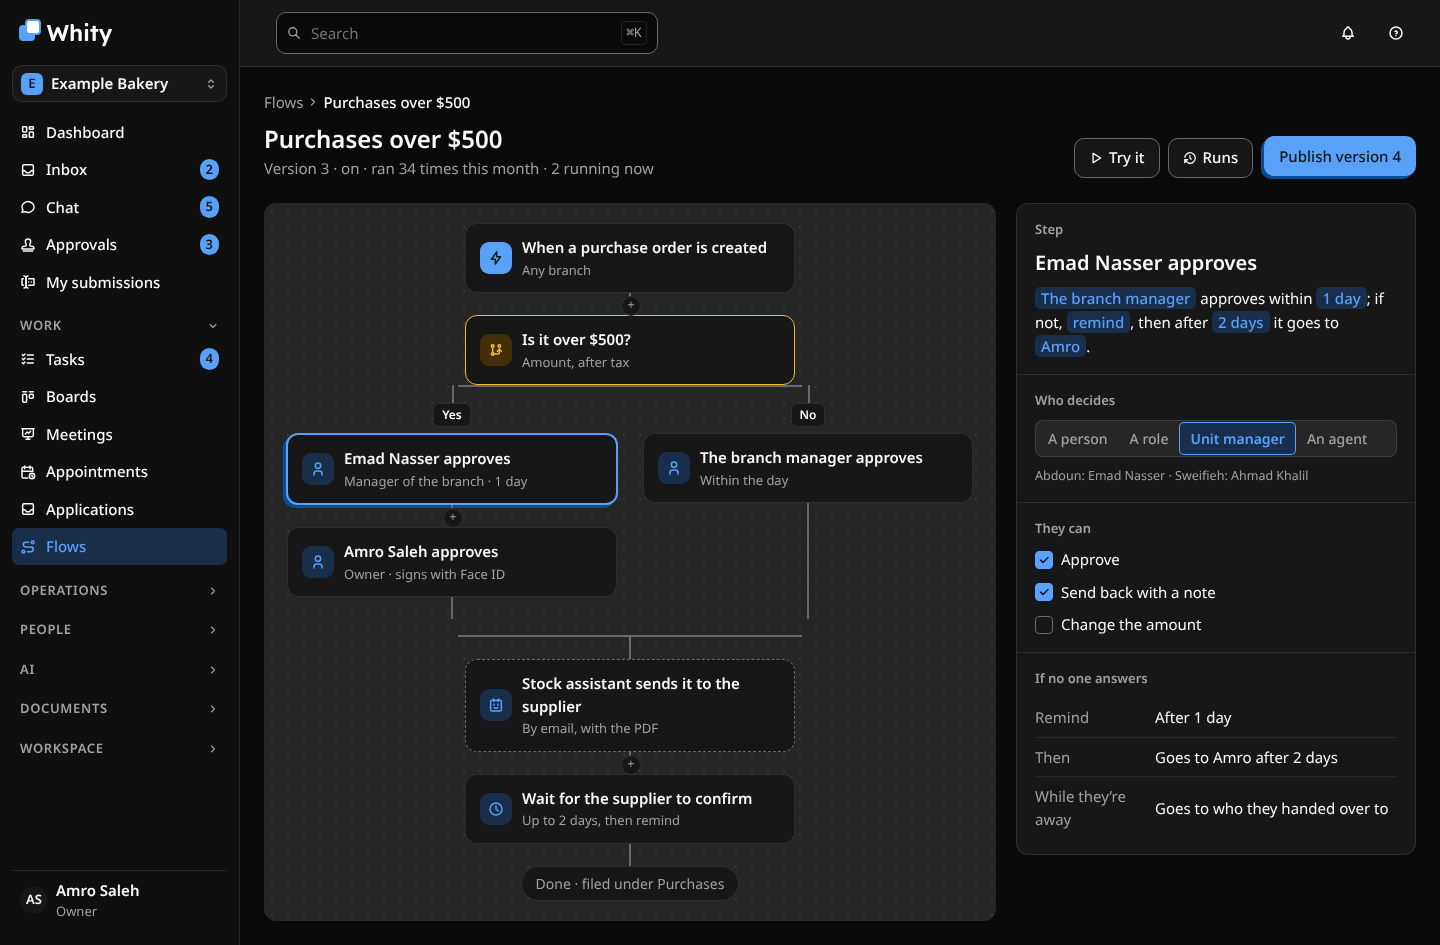 Whity
Search
⌘K
E
Example Bakery
Dashboard
Inbox 2
Chat 5
Approvals 3
My submissions
WORK
Tasks 4
Boards
Meetings
Appointments
Applications
Flows
OPERATIONS
PEOPLE
AI
DOCUMENTS
WORKSPACE
AS
Amro Saleh
Owner
Flows › Purchases over $500
Purchases over $500
Version 3 · on · ran 34 times this month · 2 running now
Try it
Runs
Publish version 4
When a purchase order is created
Any branch
+
Is it over $500?
Amount, after tax
Yes
No
Emad Nasser approves
Manager of the branch · 1 day
The branch manager approves
Within the day
+
Amro Saleh approves
Owner · signs with Face ID
Stock assistant sends it to the
supplier
By email, with the PDF
+
Wait for the supplier to confirm
Up to 2 days, then remind
Done · filed under Purchases
Step
Emad Nasser approves
The branch manager approves within 1 day; if
not, remind, then after 2 days it goes to
Amro.
Who decides
A person
A role
Unit manager
An agent
Abdoun: Emad Nasser · Sweifieh: Ahmad Khalil
They can
Approve
Send back with a note
Change the amount
If no one answers
Remind After 1 day
Then Goes to Amro after 2 days
While they’re
away
Goes to who they handed over to